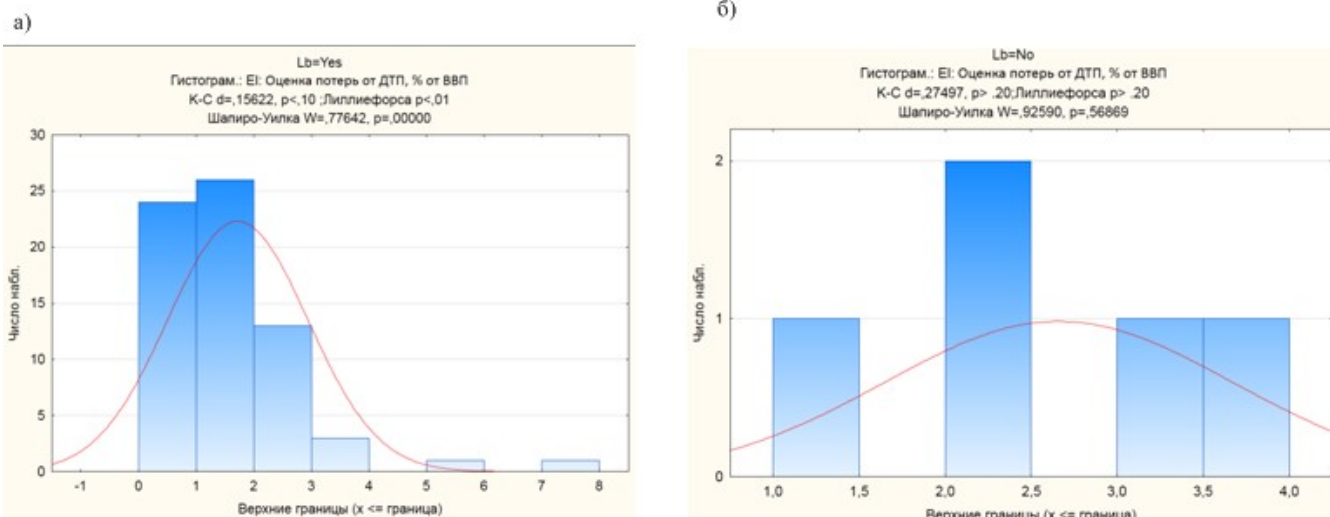 а)
Lb=Yes
Гистограм.: EI: Оценка потерь от ДТП, % от ВВП
К-С d=,15622, p<,10 ;Лиллиефорса p<,01
Шапиро-Уилка W=,77642, p=,00000
30
25
20
15
10
5
0
Число набл.
-1 0 1 2 3 4 5 6 7 8
Верхние границы (x <= граница)
б)
Lb=No
Гистограм.: EI: Оценка потерь от ДТП, % от ВВП
К-С d=,27497, p> .20;Лиллиефорса p> .20
Шапиро-Уилка W=,92590, p=,56869
2
1
0
Число набл.
1,0 1,5 2,0 2,5 3,0 3,5 4,0
Верхние границы (x <= граница)